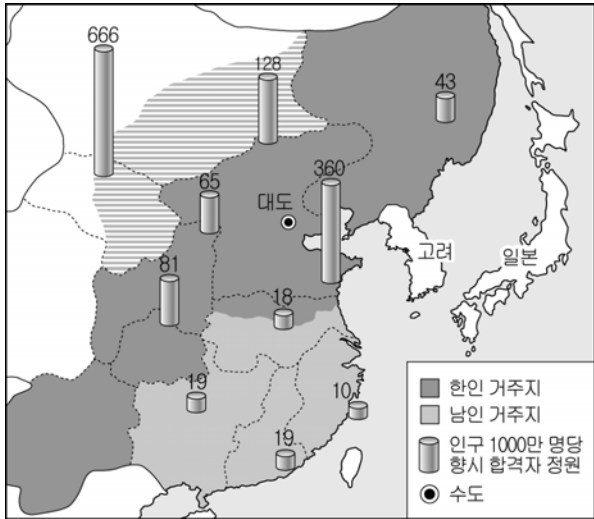 666
128
43
360
65
대도
고려
일본
81
18
19
10
19
한인 거주지
남인 거주지
인구 1000만 명당
향시 합격자 정원
수도